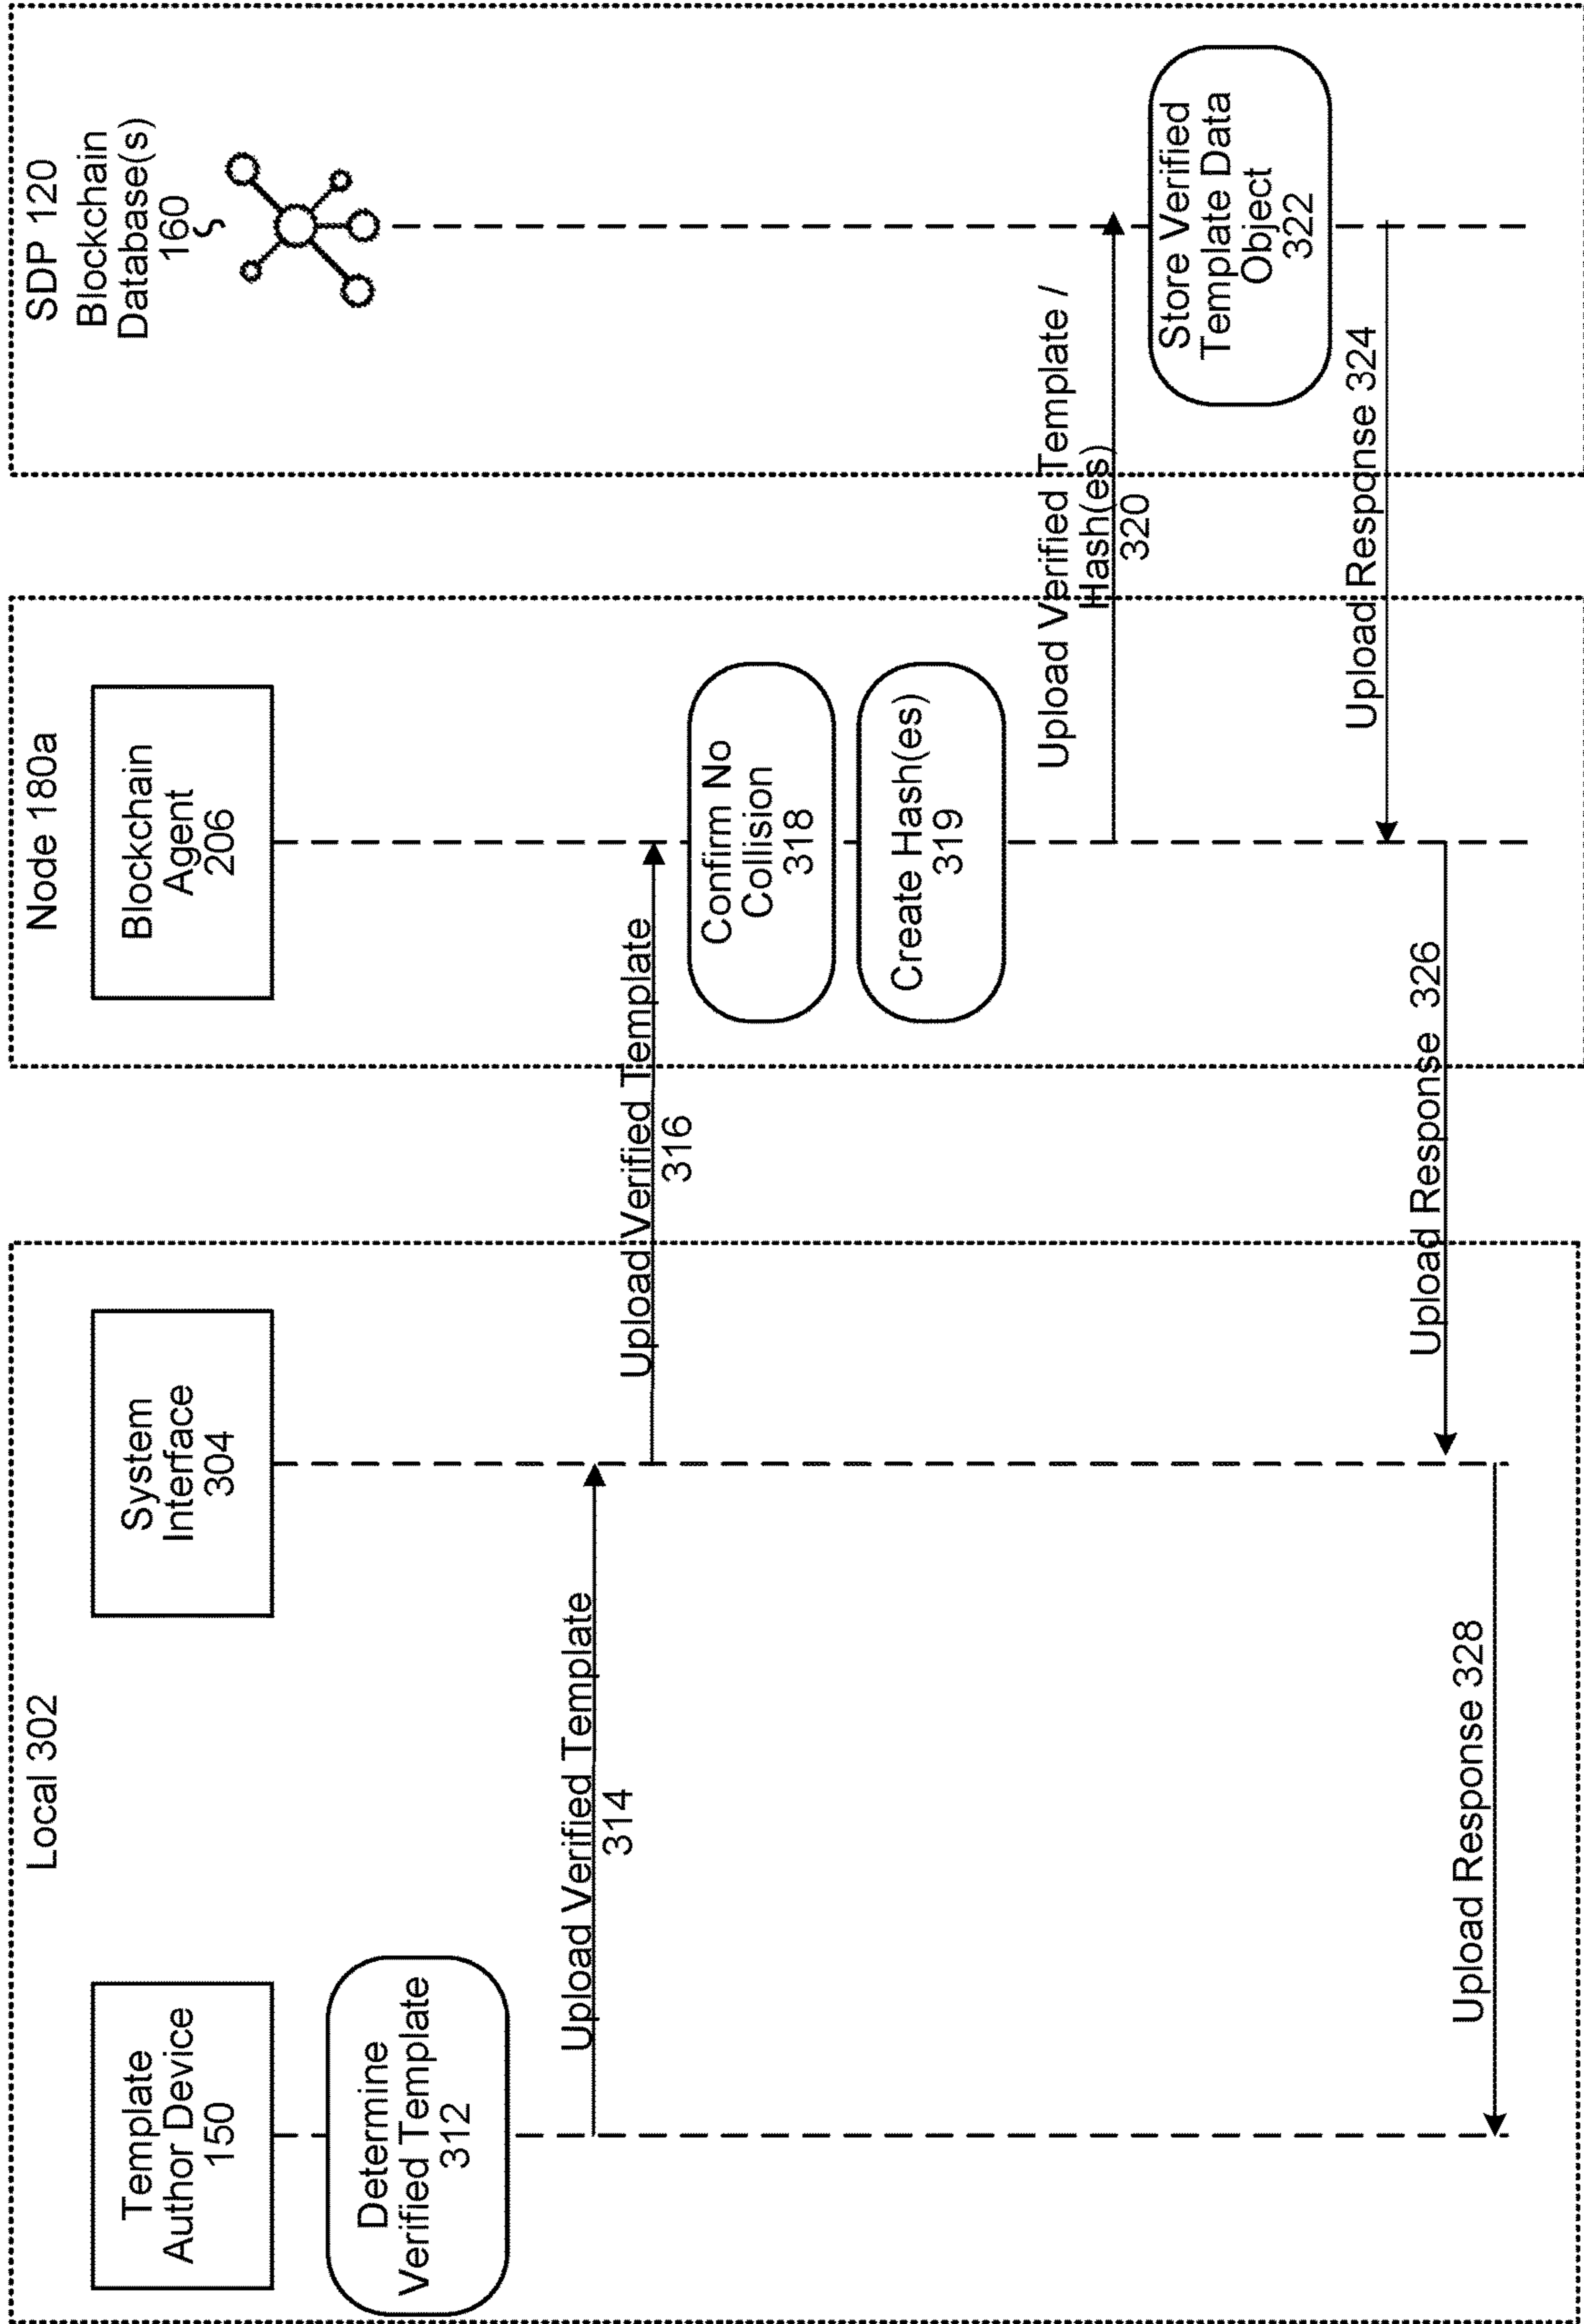 Local 302
Template
Author Device
150
System
Interface
304
Node 180a
Blockchain
Agent
206
SDP 120
Blockchain
Database(s)
160
Determine
Verified Template
312
Upload Verified Template
314
Upload Verified Template
316
Confirm No
Collision
318
Create Hash(es)
319
Upload Verified Template /
Hash(es)
320
Store Verified
Template Data
Object
322
Upload Response 324
Upload Response 326
Upload Response 328